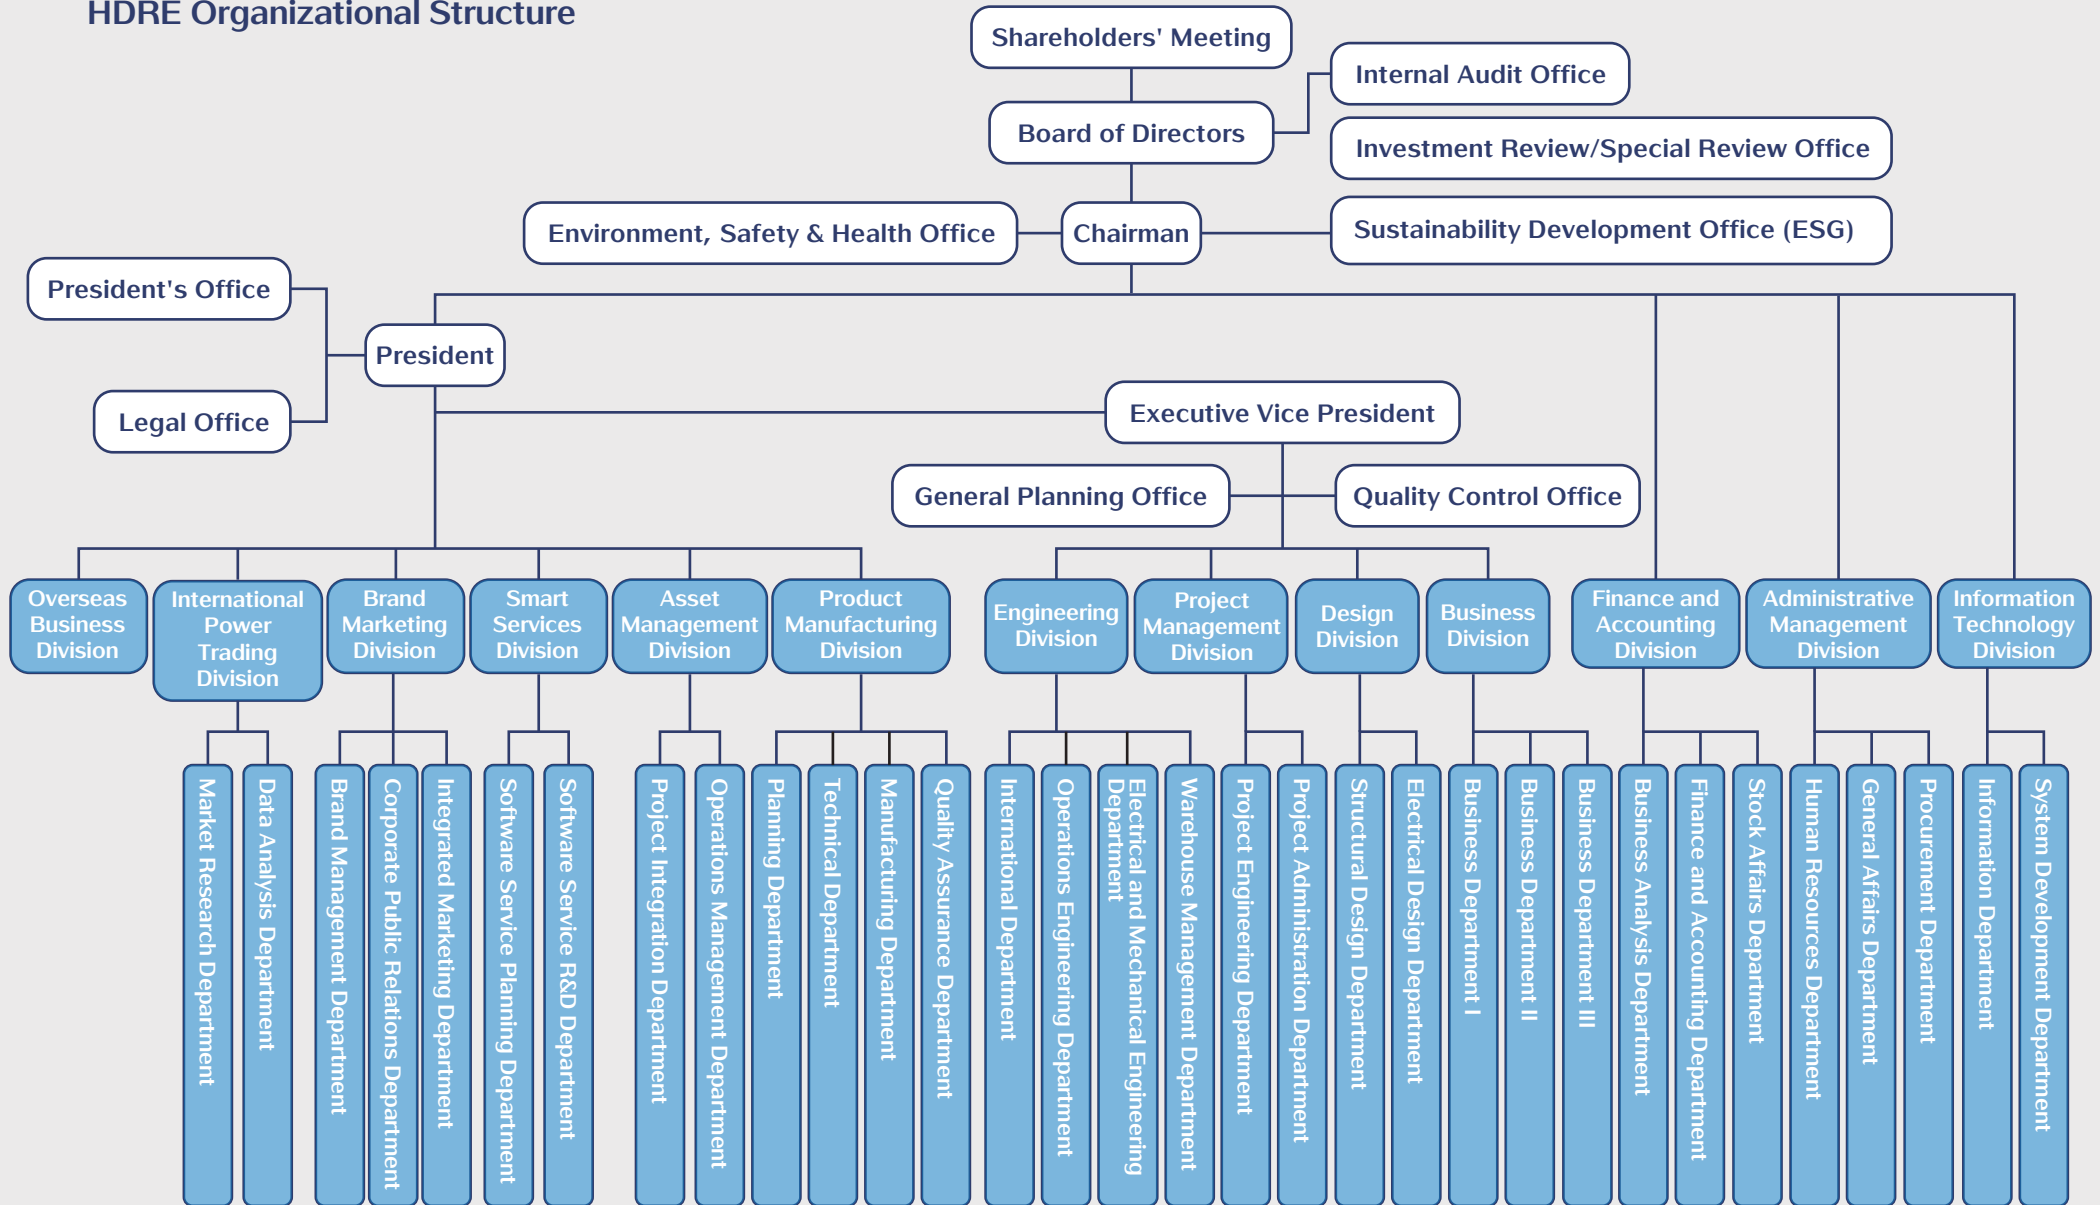 HDRE Organizational Structure
Shareholders' Meeting
Internal Audit Office
Board of Directors
Investment Review/Special Review Office
Environment, Safety & Health Office
Chairman
Sustainability Development Office (ESG)
President's Office
President
Legal Office
Executive Vice President
General Planning Office
Quality Control Office
Overseas
Business
Division
International
Power
Trading
Division
Brand
Marketing
Division
Smart
Services
Division
Asset
Management
Division
Product
Manufacturing
Division
Engineering
Division
Project
Management
Division
Design
Division
Business
Division
Finance and
Accounting
Division
Administrative
Management
Division
Information
Technology
Division
Market Research Department
Data Analysis Department
Brand Management Department
Corporate Public Relations Department
Integrated Marketing Department
Software Service Planning Department
Software Service R&D Department
Project Integration Department
Operations Management Department
Planning Department
Technical Department
Manufacturing Department
Quality Assurance Department
International Department
Operations Engineering Department
Electrical and Mechanical Engineering
Department
Warehouse Management Department
Project Engineering Department
Project Administration Department
Structural Design Department
Electrical Design Department
Business Department I
Business Department II
Business Department III
Business Analysis Department
Finance and Accounting Department
Stock Affairs Department
Human Resources Department
General Affairs Department
Procurement Department
Information Department
System Development Department